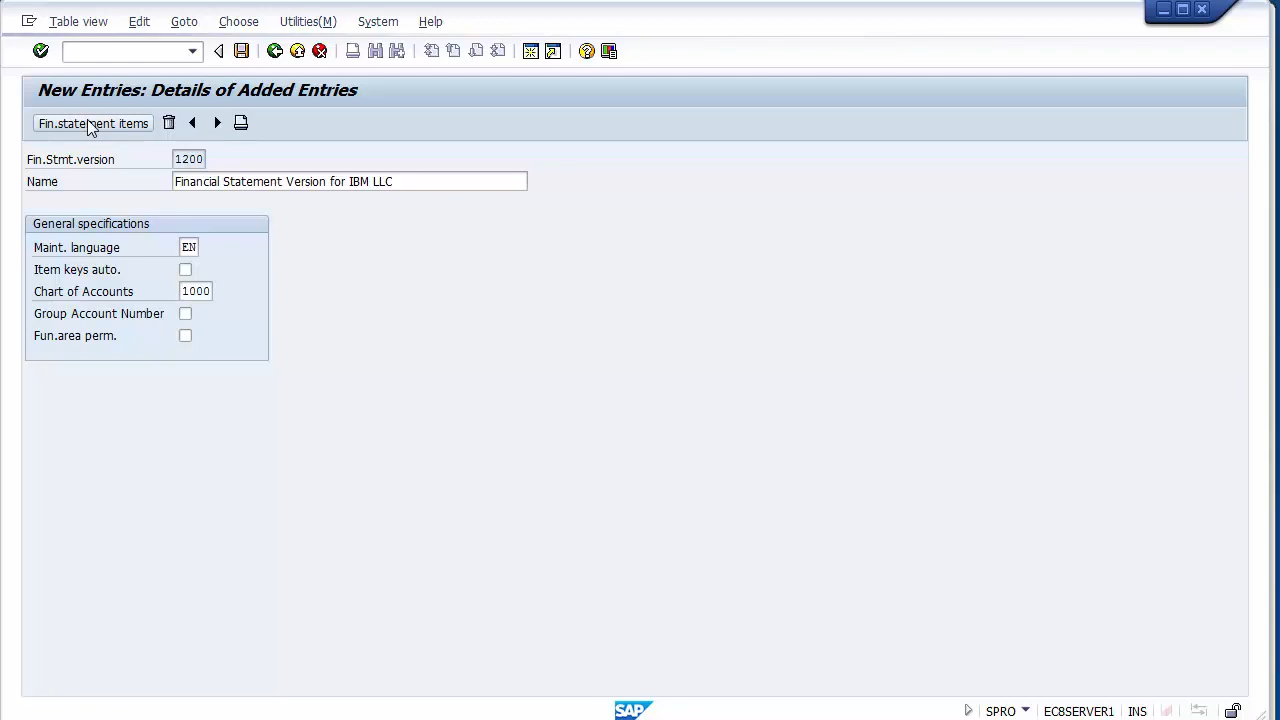 Table view Edit Goto Choose Utilities(M) System Help
New Entries: Details of Added Entries
Fin.statement items
Fin.Stmt.version 1200
Name Financial Statement Version for IBM LLC
General specifications
Maint. language EN
Item keys auto.
Chart of Accounts 1000
Group Account Number
Fun.area perm.
SAP SPRO ECSSERVER1 INS